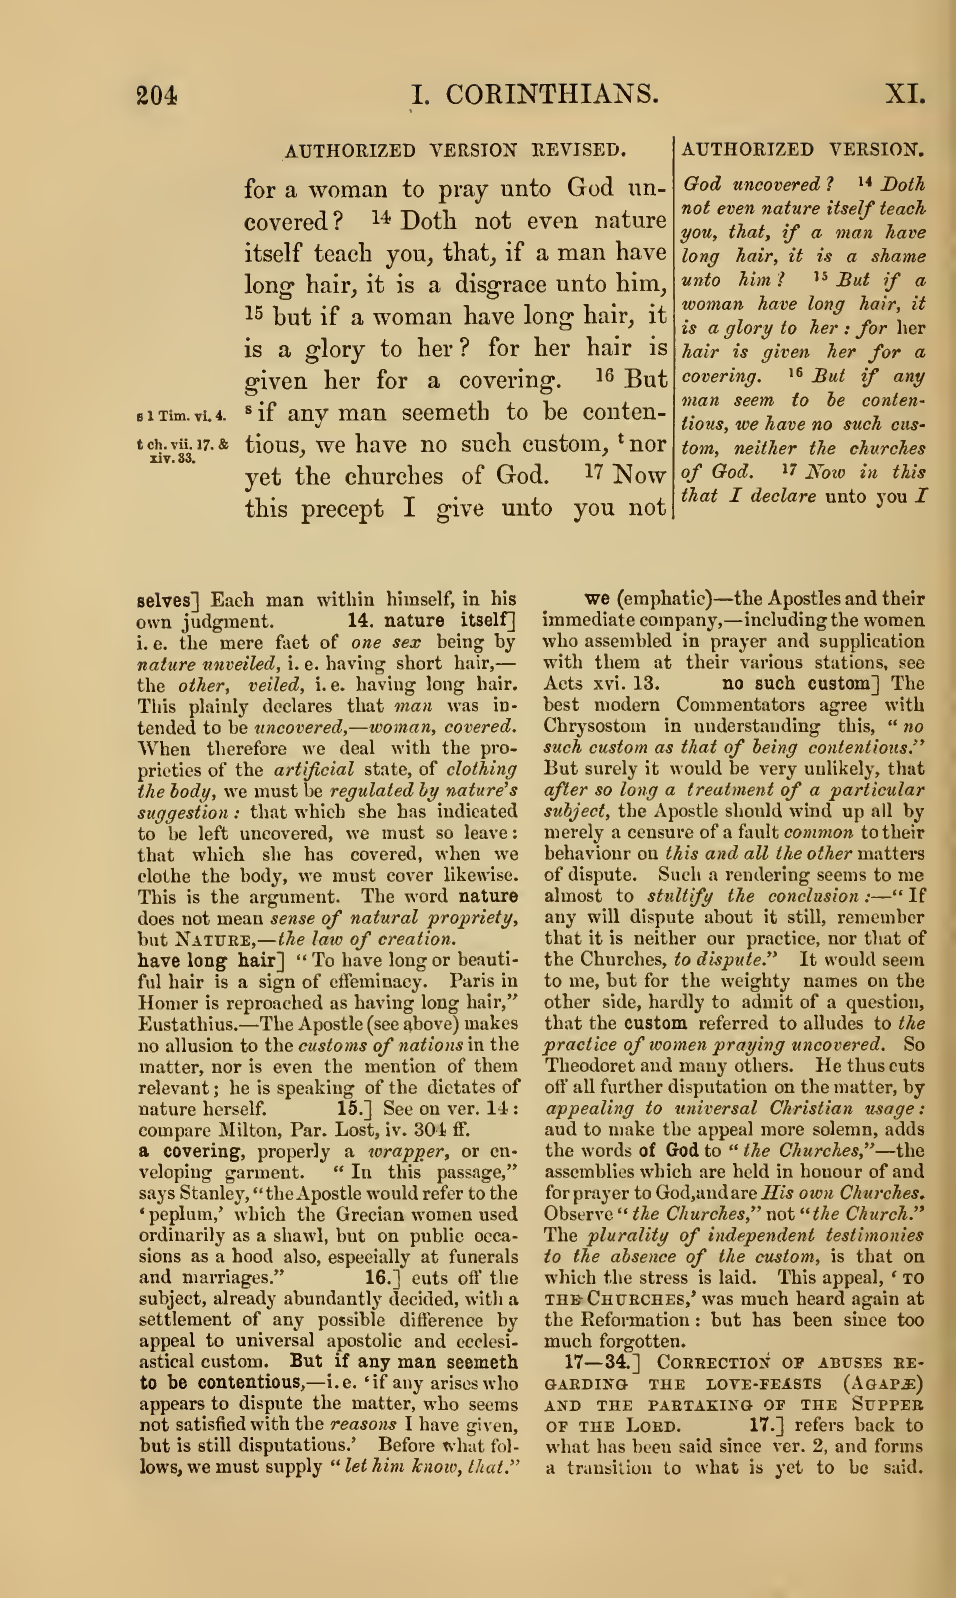 204
I. CORINTHIANS.
XI.
AUTHORIZED VERSION REVISED.
for a woman to pray unto God un-
covered? 14 Doth not even nature
itself teach you, that, if a man have
long hair, it is a disgrace unto him,
15 but if a woman have long hair, it
is a glory to her? for her hair is
given her for a covering. 16 But
s 1 Tim. vi. 4.
s if any man seemeth to be conten-
t ch. vii. 17. &
xiv. 33.
tious, we have no such custom, t nor
yet the churches of God. 17 Now
this precept I give unto you not
AUTHORIZED VERSION.
God uncovered? 14 Doth
not even nature itself teach
you, that, if a man have
long hair, it is a shame
unto him? 15 But if a
woman have long hair, it
is a glory to her: for her
hair is given her for a
covering. 16 But if any
man seem to be conten-
tious, we have no such cus-
tom, neither the churches
of God. 17 Now in this
that I declare unto you I
selves] Each man within himself, in his
own judgment. 14. nature itself]
i. e. the mere fact of one sex being by
nature unveiled, i. e. having short hair,—
the other, veiled, i. e. having long hair.
This plainly declares that man was in-
tended to be uncovered,—woman, covered.
When therefore we deal with the pro-
prieties of the artificial state, of clothing
the body, we must be regulated by nature's
suggestion: that which she has indicated
to be left uncovered, we must so leave:
that which she has covered, when we
clothe the body, we must cover likewise.
This is the argument. The word nature
does not mean sense of natural propriety,
but NATURE,—the law of creation.
have long hair] "To have long or beauti-
ful hair is a sign of effeminacy. Paris in
Homer is reproached as having long hair,"
Eustathius.—The Apostle (see above) makes
no allusion to the customs of nations in the
matter, nor is even the mention of them
relevant; he is speaking of the dictates of
nature herself. 15.] See on ver. 14:
compare Milton, Par. Lost, iv. 304 ff.
a covering, properly a wrapper, or en-
veloping garment. "In this passage,"
says Stanley, "the Apostle would refer to the
'peplum,' which the Grecian women used
ordinarily as a shawl, but on public occa-
sions as a hood also, especially at funerals
and marriages." 16.] cuts off the
subject, already abundantly decided, with a
settlement of any possible difference by
appeal to universal apostolic and ecclesi-
astical custom. But if any man seemeth
to be contentious,—i. e. 'if any arises who
appears to dispute the matter, who seems
not satisfied with the reasons I have given,
but is still disputatious.' Before what fol-
lows, we must supply "let him know, that."
we (emphatic)—the Apostles and their
immediate company,—including the women
who assembled in prayer and supplication
with them at their various stations, see
Acts xvi. 13. no such custom] The
best modern Commentators agree with
Chrysostom in understanding this, "no
such custom as that of being contentious."
But surely it would be very unlikely, that
after so long a treatment of a particular
subject, the Apostle should wind up all by
merely a censure of a fault common to their
behaviour on this and all the other matters
of dispute. Such a rendering seems to me
almost to stultify the conclusion:—"If
any will dispute about it still, remember
that it is neither our practice, nor that of
the Churches, to dispute." It would seem
to me, but for the weighty names on the
other side, hardly to admit of a question,
that the custom referred to alludes to the
practice of women praying uncovered. So
Theodoret and many others. He thus cuts
off all further disputation on the matter, by
appealing to universal Christian usage:
and to make the appeal more solemn, adds
the words of God to "the Churches,"—the
assemblies which are held in honour of and
for prayer to God, and are His own Churches.
Observe "the Churches," not "the Church."
The plurality of independent testimonies
to the absence of the custom, is that on
which the stress is laid. This appeal, 'TO
THE CHURCHES,' was much heard again at
the Reformation: but has been since too
much forgotten.
17—34.] CORRECTION OF ABUSES RE-
GARDING THE LOVE-FEASTS (AGAPÆ)
AND THE PARTAKING OF THE SUPPER
OF THE LORD. 17.] refers back to
what has been said since ver. 2, and forms
a transition to what is yet to be said.